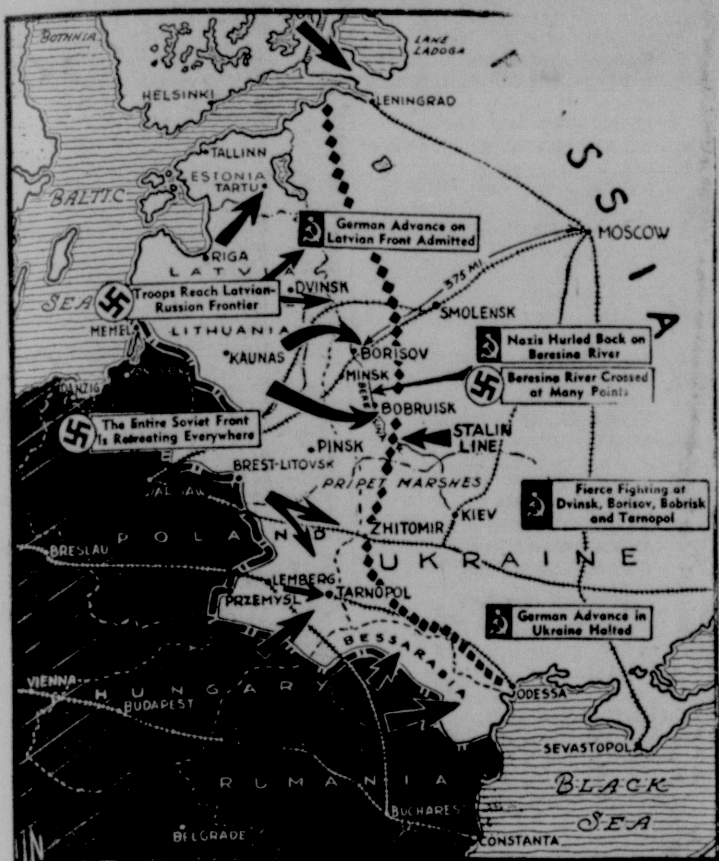 BOTHNIA
LAKE
LADOGA
HELSINKI
LENINGRAD
TALLINN
ESTONIA
TARTU
BALTIC
SEA
German Advance on
Latvian Front Admitted
RIGA
LATVIA
DVINSK
Troops Reach Latvian-
Russian Frontier
MEMEL
LITHUANIA
SSIA
MOSCOW
375 MI
SMOLENSK
KAUNAS
BORISOV
MINSK
Nazis Hurled Back on
Beresina River
Beresina River Crossed
at Many Points
DANZIG
BOBRUISK
The Entire Soviet Front
Is Retreating Everywhere
STALIN
LINE
PINSK
BREST-LITOVSK
PRIPET MARSHES
Fierce Fighting at
Dvinsk, Borisov, Bobrisk
and Tarnopol
KIEV
ZHITOMIR
POLAND
BRESLAU
UKRAINE
LEMBERG
PRZEMYSL
TARNOPOL
German Advance in
Ukraine Halted
BESSARABIA
VIENNA
HUNGARY
BUDAPEST
ODESSA
SEVASTOPOL
RUMANIA
BLACK
SEA
BUCHARES
BELGRADE
CONSTANTA